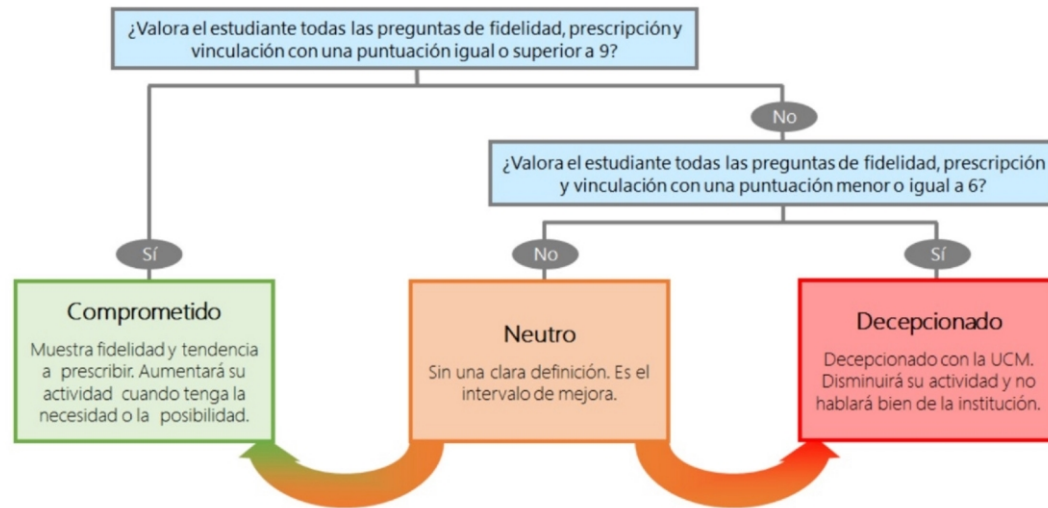 ¿Valora el estudiante todas las preguntas de fidelidad, prescripción y
vinculación con una puntuación igual o superior a 9?
No
¿Valora el estudiante todas las preguntas de fidelidad, prescripción
y vinculación con una puntuación menor o igual a 6?
Sí
No
Sí
Comprometido
Muestra fidelidad y tendencia
a prescribir. Aumentará su
actividad cuando tenga la
necesidad o la posibilidad.
Neutro
Sin una clara definición. Es el
intervalo de mejora.
Decepcionado
Decepcionado con la UCM.
Disminuirá su actividad y no
hablará bien de la institución.